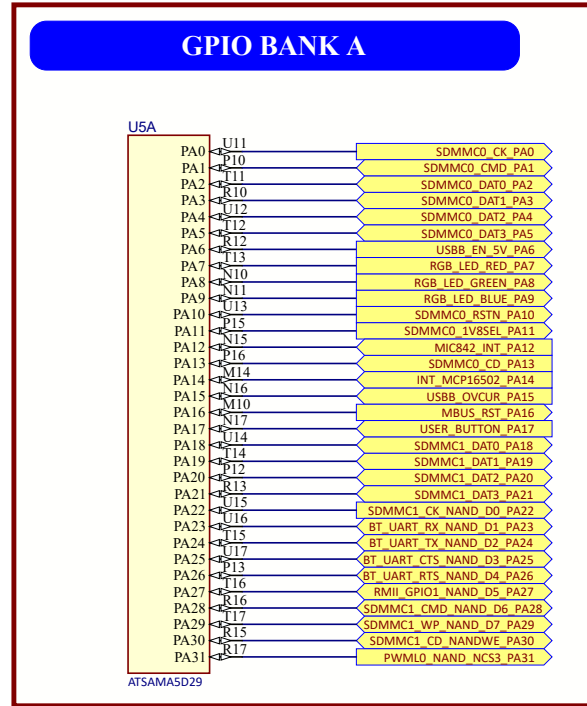 GPIO BANK A
U5A
PA0 U11 SDMMC0_CK_PA0
PA1 P10 SDMMC0_CMD_PA1
PA2 T11 SDMMC0_DAT0_PA2
PA3 R10 SDMMC0_DAT1_PA3
PA4 U12 SDMMC0_DAT2_PA4
PA5 T12 SDMMC0_DAT3_PA5
PA6 R12 USBB_EN_5V_PA6
PA7 T13 RGB_LED_RED_PA7
PA8 N10 RGB_LED_GREEN_PA8
PA9 N11 RGB_LED_BLUE_PA9
PA10 U13 SDMMC0_RSTN_PA10
PA11 P15 SDMMC0_1V8SEL_PA11
PA12 N15 MIC842_INT_PA12
PA13 P16 SDMMC0_CD_PA13
PA14 M14 INT_MCP16502_PA14
PA15 N16 USBB_OVCUR_PA15
PA16 M10 MBUS_RST_PA16
PA17 N17 USER_BUTTON_PA17
PA18 U14 SDMMC1_DAT0_PA18
PA19 T14 SDMMC1_DAT1_PA19
PA20 P12 SDMMC1_DAT2_PA20
PA21 R13 SDMMC1_DAT3_PA21
PA22 U15 SDMMC1_CK_NAND_D0_PA22
PA23 U16 BT_UART_RX_NAND_D1_PA23
PA24 T15 BT_UART_TX_NAND_D2_PA24
PA25 U17 BT_UART_CTS_NAND_D3_PA25
PA26 P13 BT_UART_RTS_NAND_D4_PA26
PA27 T16 RMII_GPIO1_NAND_D5_PA27
PA28 R16 SDMMC1_CMD_NAND_D6_PA28
PA29 T17 SDMMC1_WP_NAND_D7_PA29
PA30 R15 SDMMC1_CD_NANDWE_PA30
PA31 R17 PWML0_NAND_NCS3_PA31
ATSAMA5D29